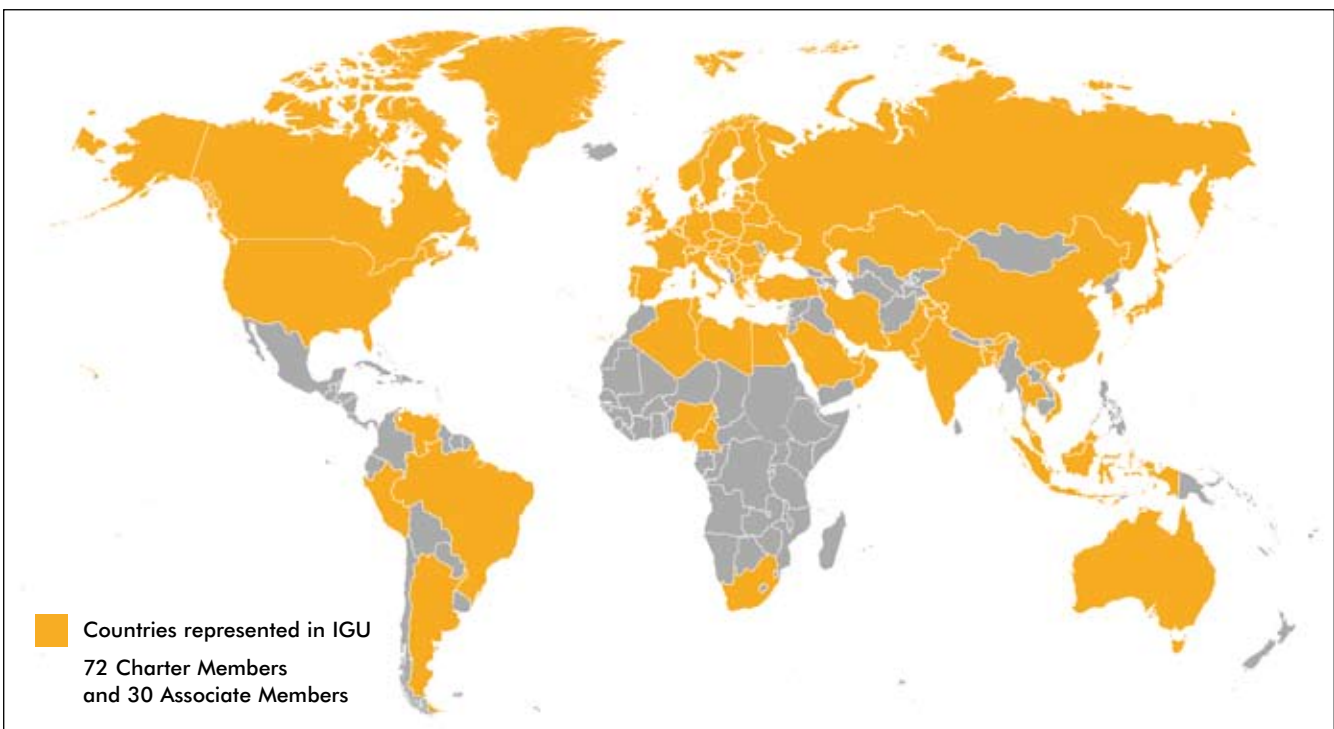 Countries represented in IGU
72 Charter Members
and 30 Associate Members